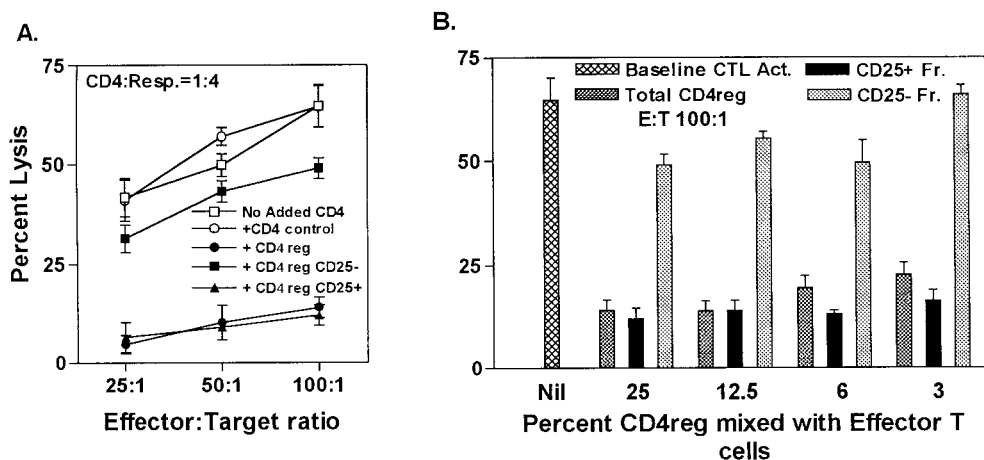 A.
75
50
25
0
Percent Lysis
CD4:Resp.=1:4
No Added CD4
+CD4 control
+ CD4 reg
+ CD4 reg CD25-
+ CD4 reg CD25+
25:1
50:1
100:1
Effector:Target ratio
B.
75
50
25
0
Baseline CTL Act.
Total CD4reg
E:T 100:1
CD25+ Fr.
CD25- Fr.
Nil
25
12.5
6
3
Percent CD4reg mixed with Effector T
cells